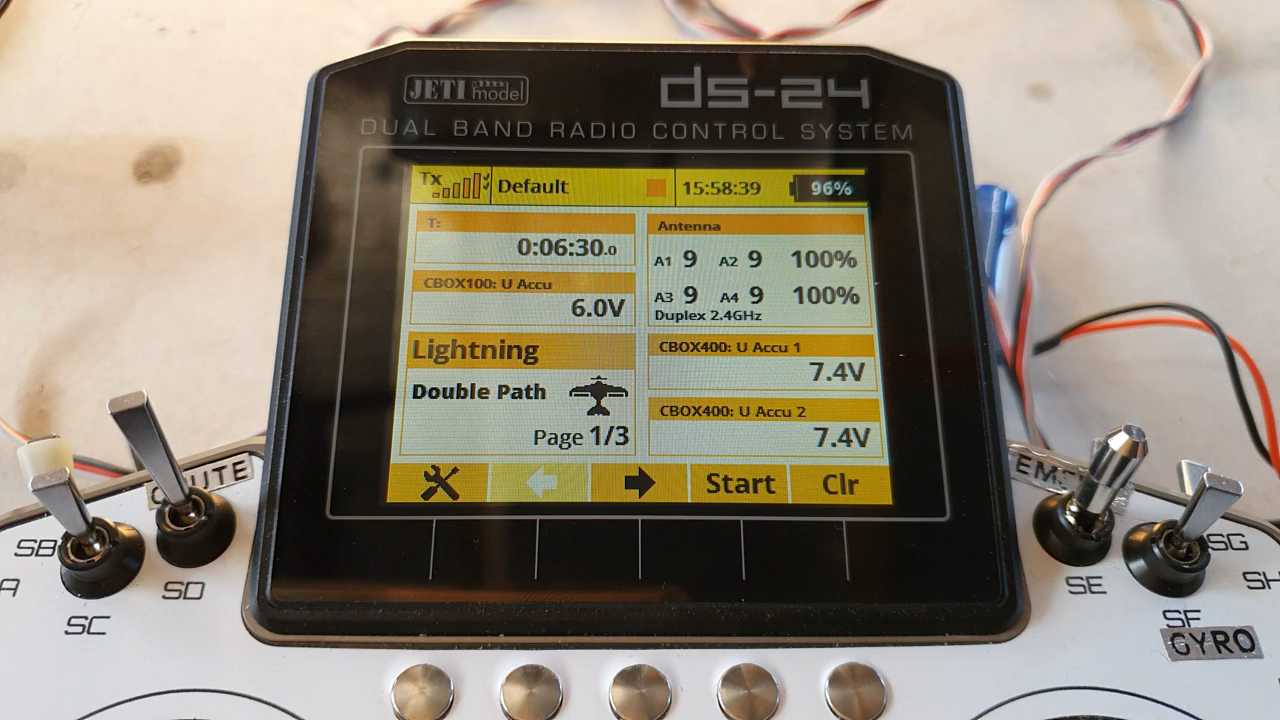 JETI model
ds-24
DUAL BAND RADIO CONTROL SYSTEM
Tx Default 15:58:39 96%
T:
0:06:30.0
CBOX100: U Accu
6.0V
Lightning
Double Path
Page 1/3
Antenna
A1 9 A2 9 100%
A3 9 A4 9 100%
Duplex 2.4GHz
CBOX400: U Accu 1
7.4V
CBOX400: U Accu 2
7.4V
Start Clr
SB
SD
SC
SE
SG
SH
SF
GYRO